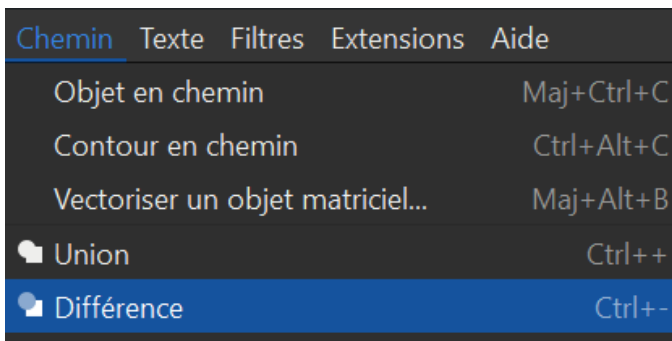 Chemin Texte Filtres Extensions Aide
Objet en chemin Maj+Ctrl+C
Contour en chemin Ctrl+Alt+C
Vectoriser un objet matriciel... Maj+Alt+B
Union Ctrl++
Différence Ctrl+-